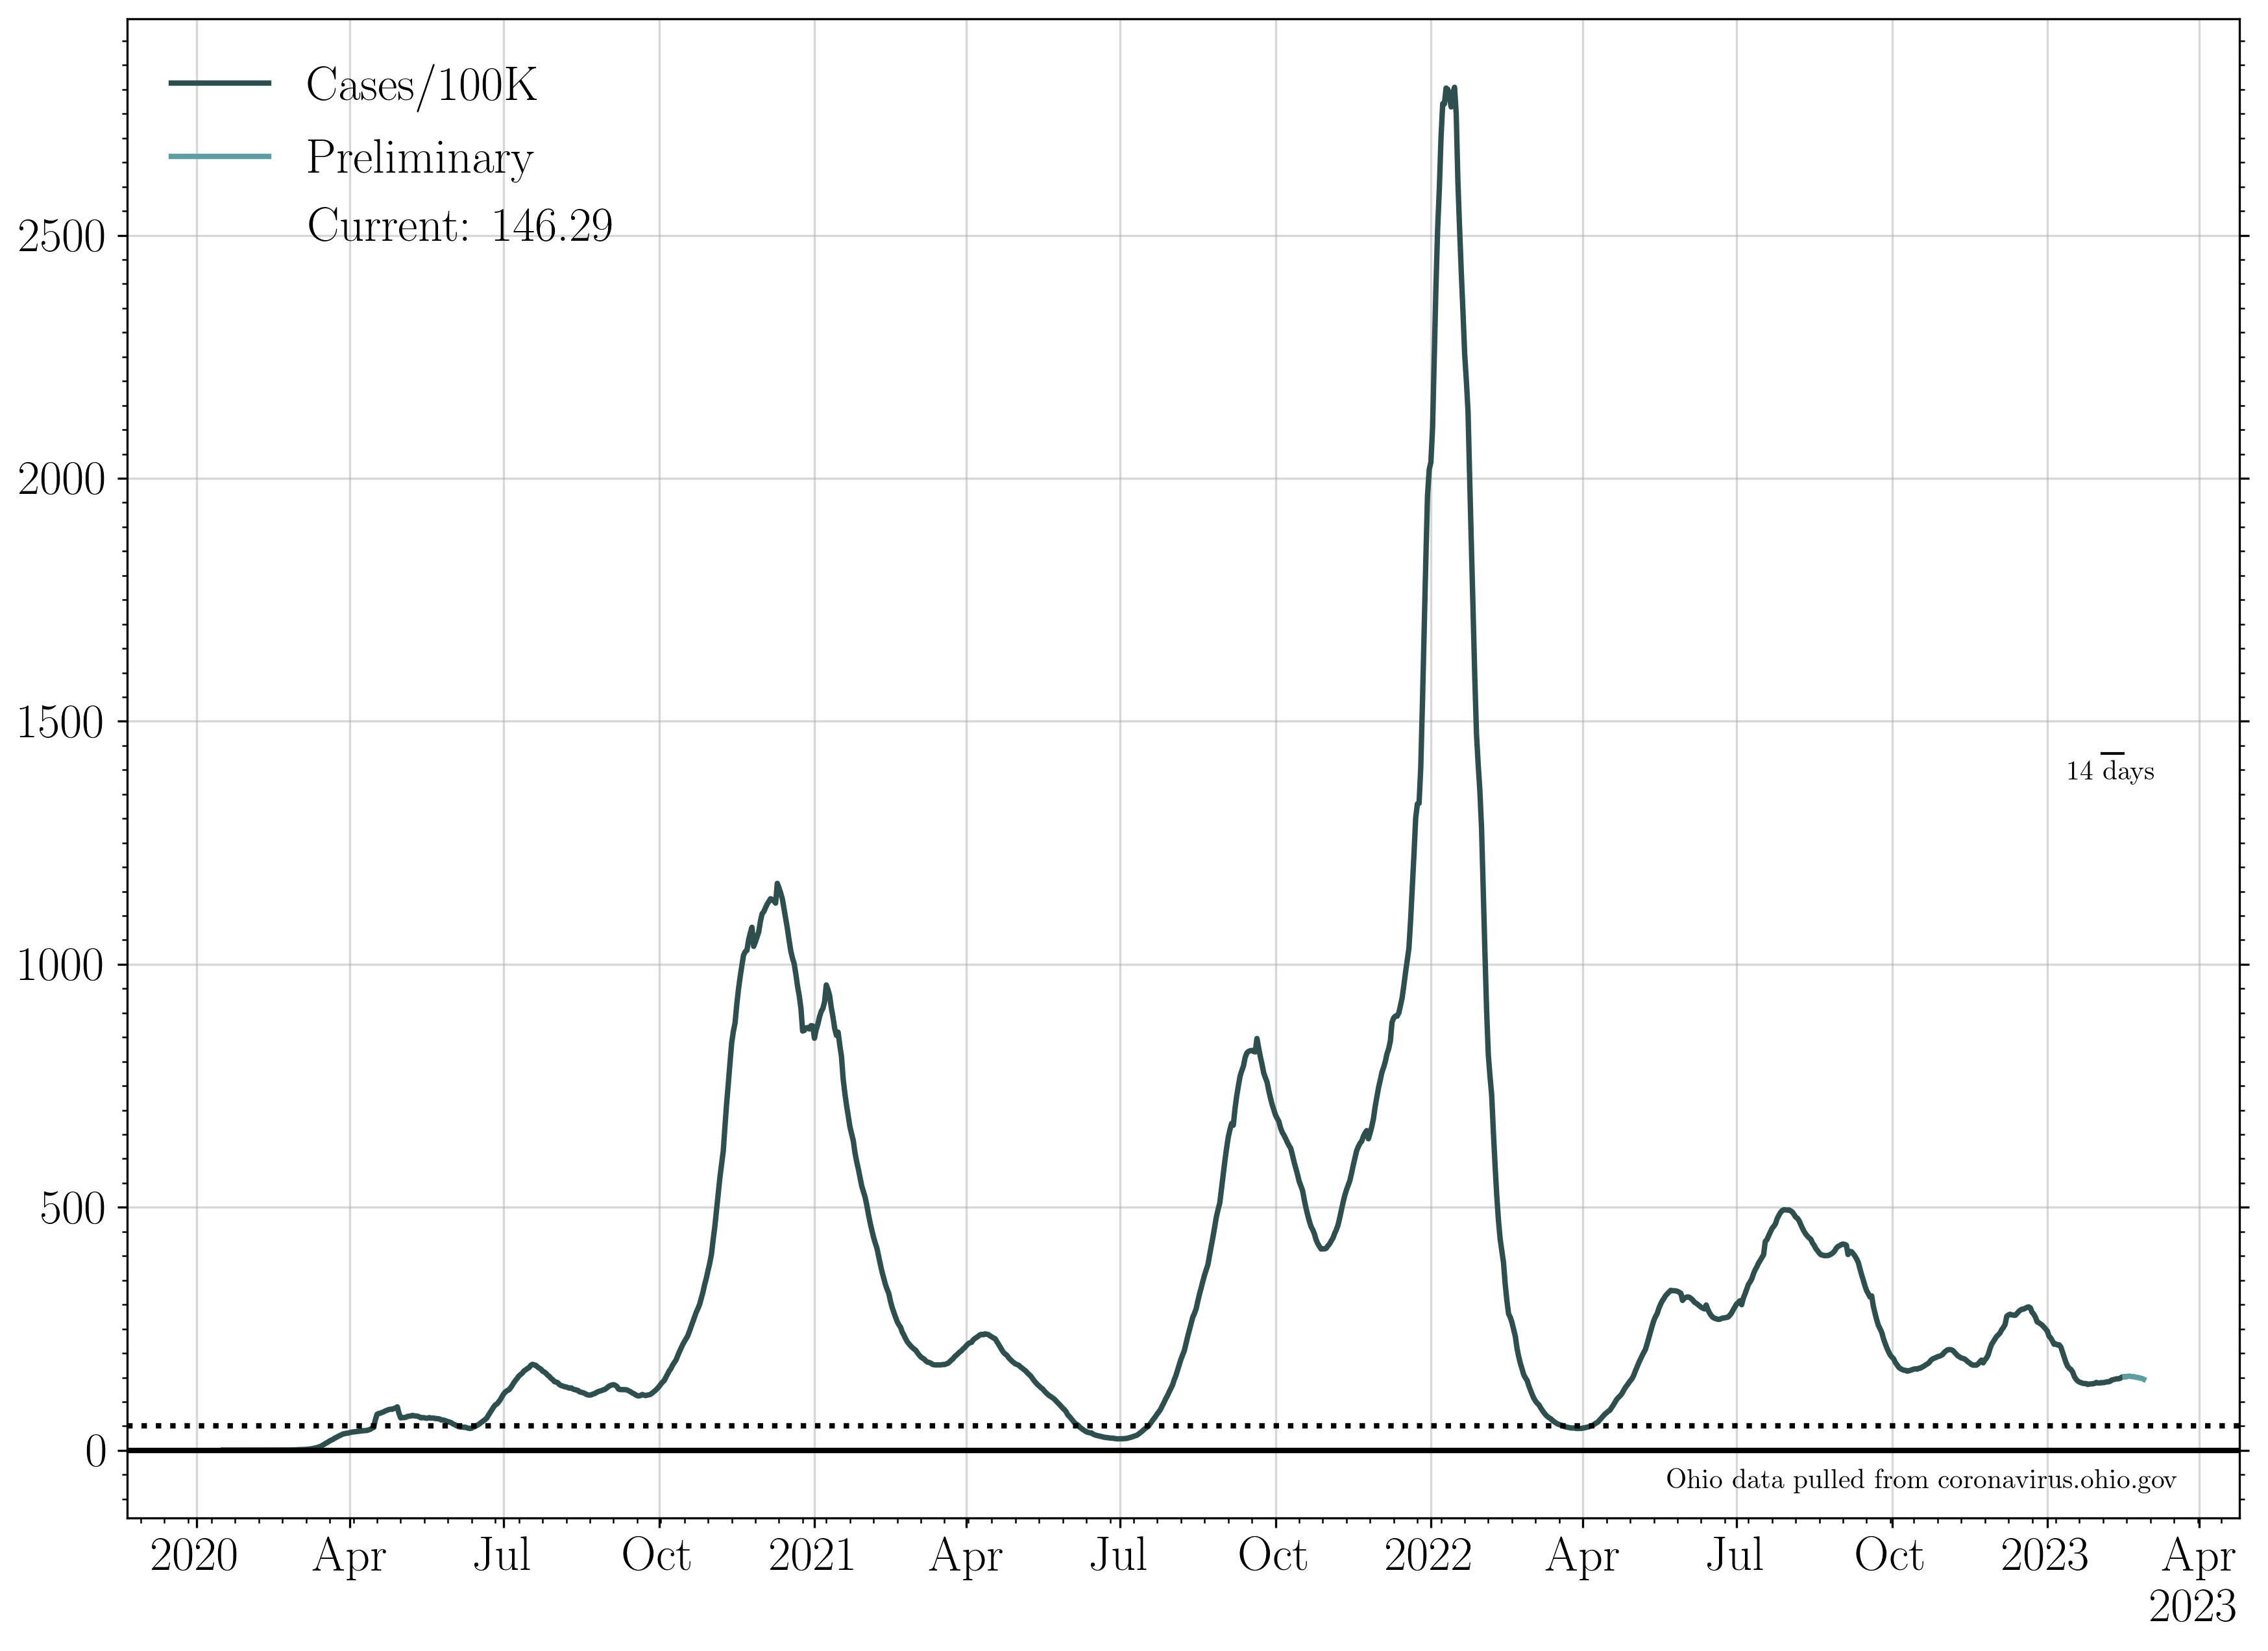 Cases/100K
Preliminary
Current: 146.29
2500
2000
1500
14 days
1000
500
0
Ohio data pulled from coronavirus.ohio.gov
2020 Apr Jul Oct 2021 Apr Jul Oct 2022 Apr Jul Oct 2023 Apr
2023